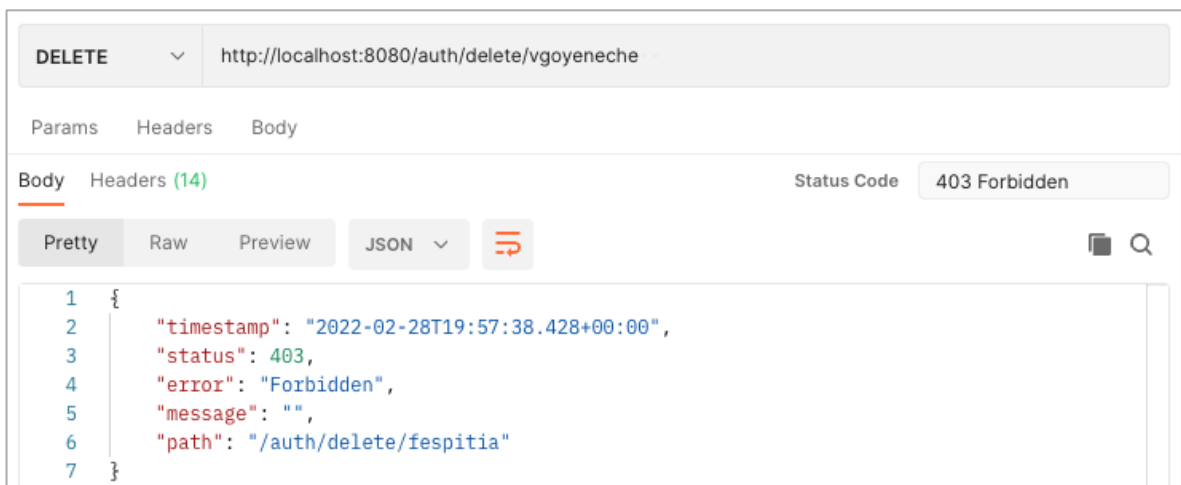 DELETE http://localhost:8080/auth/delete/vgoyeneche
Params Headers Body
Body Headers (14) Status Code 403 Forbidden
Pretty Raw Preview JSON
1 {
2 "timestamp": "2022-02-28T19:57:38.428+00:00",
3 "status": 403,
4 "error": "Forbidden",
5 "message": "",
6 "path": "/auth/delete/fespitia"
7 }